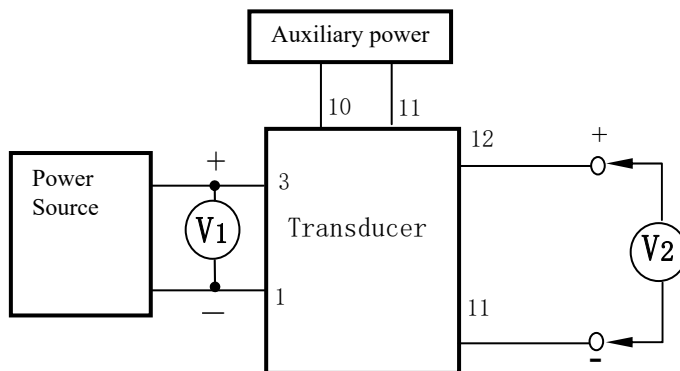 Auxiliary power
10
11
12
+
+
Power
Source
3
V1
Transducer
V2
1
11
−
-